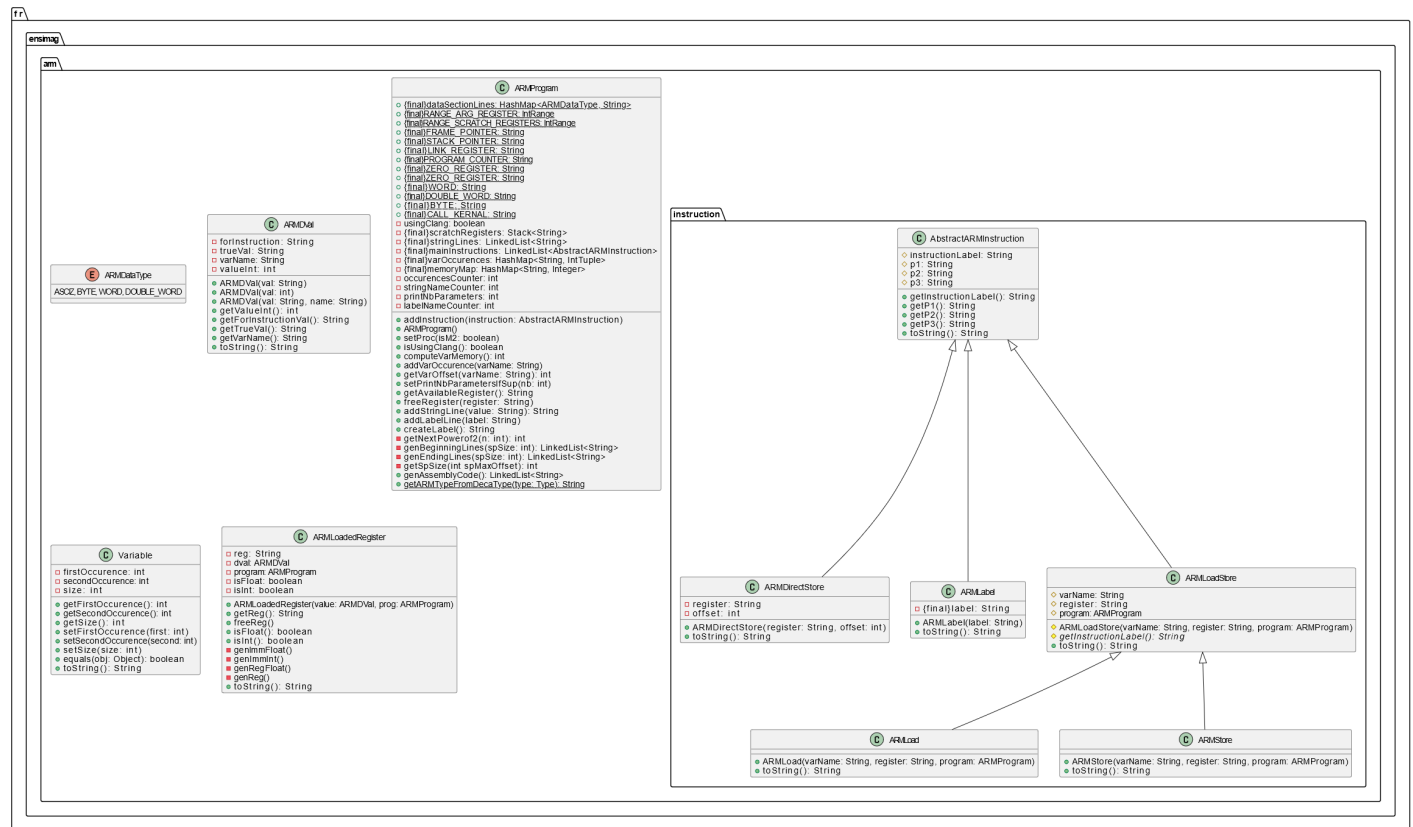 fr
ensimag
arm
C ARMProgram
{final}dataSectionLines: HashMap<ARMDataType, String>
{final}RANGE_ARG_REGISTER: IntRange
{final}RANGE_SCRATCH_REGISTERS: IntRange
{final}FRAME_POINTER: String
{final}STACK_POINTER: String
{final}LINK_REGISTER: String
{final}PROGRAM_COUNTER: String
{final}ZERO_REGISTER: String
{final}ZERO_REGISTER: String
{final}WORD: String
{final}DOUBLE_WORD: String
{final}BYTE: String
{final}CALL_KERNAL: String
usingClang: boolean
{final}scratchRegisters: Stack<String>
{final}stringLines: LinkedList<String>
{final}mainInstructions: LinkedList<AbstractARMInstruction>
{final}varOccurences: HashMap<String, IntTuple>
{final}memoryMap: HashMap<String, Integer>
occurencesCounter: int
stringNameCounter: int
printNbParameters: int
labelNameCounter: int
addInstruction(instruction: AbstractARMInstruction)
ARMProgram()
setProc(isM2: boolean)
isUsingClang(): boolean
computeVarMemory(): int
addVarOccurence(varName: String)
getVarOffset(varName: String): int
setPrintNbParametersIfSup(nb: int)
getAvailableRegister(): String
freeRegister(register: String)
addStringLine(value: String): String
addLabelLine(label: String)
createLabel(): String
getNextPowerof2(n: int): int
genBeginningLines(spSize: int): LinkedList<String>
genEndingLines(spSize: int): LinkedList<String>
getSpSize(int spMaxOffset): int
genAssemblyCode(): LinkedList<String>
getARMTypeFromDecaType(type: Type): String
C ARMDVal
forInstruction: String
trueVal: String
varName: String
valueInt: int
ARMDVal(val: String)
ARMDVal(val: int)
ARMDVal(val: String, name: String)
getValueInt(): int
getForInstructionVal(): String
getTrueVal(): String
getVarName(): String
toString(): String
E ARMDataType
ASCIZ, BYTE, WORD, DOUBLE_WORD
instruction
C AbstractARMInstruction
instructionLabel: String
p1: String
p2: String
p3: String
getInstructionLabel(): String
getP1(): String
getP2(): String
getP3(): String
toString(): String
C Variable
firstOccurence: int
secondOccurence: int
size: int
getFirstOccurence(): int
getSecondOccurence(): int
getSize(): int
setFirstOccurence(first: int)
setSecondOccurence(second: int)
setSize(size: int)
equals(obj: Object): boolean
toString(): String
C ARMLoadedRegister
reg: String
dval: ARMDVal
program: ARMProgram
isFloat: boolean
isInt: boolean
ARMLoadedRegister(value: ARMDVal, prog: ARMProgram)
getReg(): String
freeReg()
isFloat(): boolean
isInt(): boolean
genImmFloat()
genImmInt()
genRegFloat()
genReg()
toString(): String
C ARMDirectStore
register: String
offset: int
ARMDirectStore(register: String, offset: int)
toString(): String
C ARMLabel
{final}label: String
ARMLabel(label: String)
toString(): String
C ARMLoadStore
varName: String
register: String
program: ARMProgram
ARMLoadStore(varName: String, register: String, program: ARMProgram)
getInstructionLabel(): String
toString(): String
C ARMLoad
ARMLoad(varName: String, register: String, program: ARMProgram)
toString(): String
C ARMStore
ARMStore(varName: String, register: String, program: ARMProgram)
toString(): String